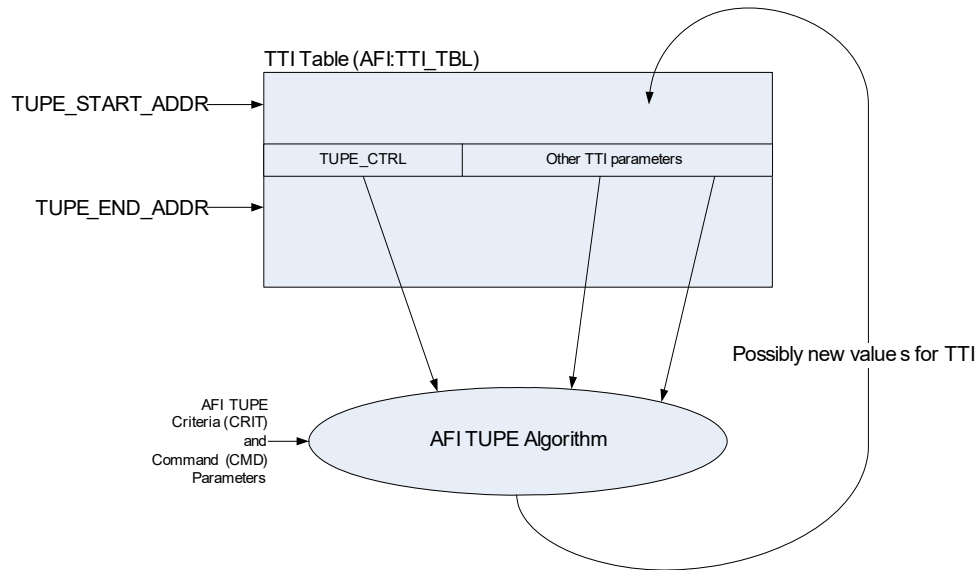 TTI Table (AFI:TTI_TBL)
TUPE_START_ADDR
TUPE_CTRL
Other TTI parameters
TUPE_END_ADDR
Possibly new value s for TTI
AFI TUPE
Criteria (CRIT)
and
Command (CMD)
Parameters
AFI TUPE Algorithm